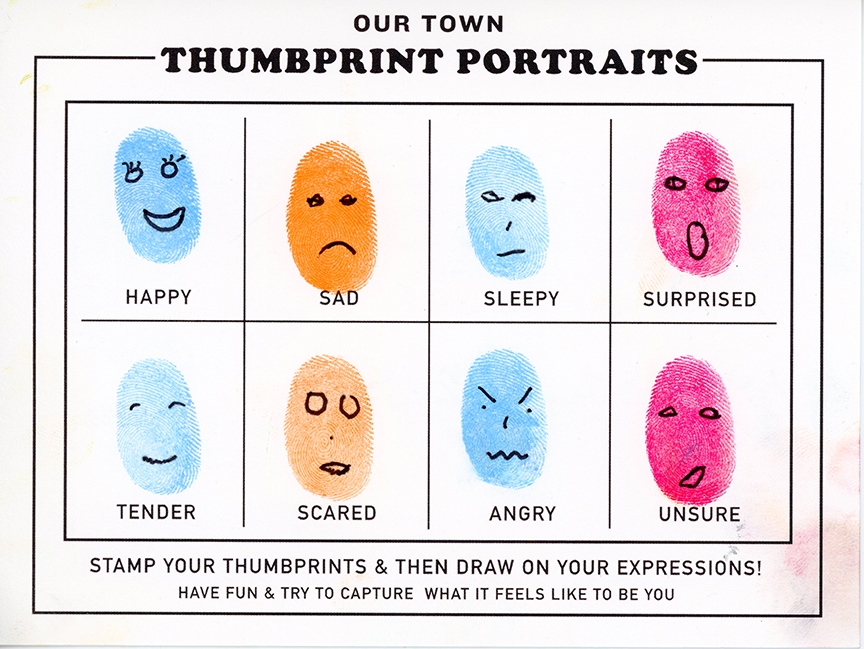 OUR TOWN
THUMBPRINT PORTRAITS
HAPPY
SAD
SLEEPY
SURPRISED
TENDER
SCARED
ANGRY
UNSURE
STAMP YOUR THUMBPRINTS & THEN DRAW ON YOUR EXPRESSIONS!
HAVE FUN & TRY TO CAPTURE WHAT IT FEELS LIKE TO BE YOU